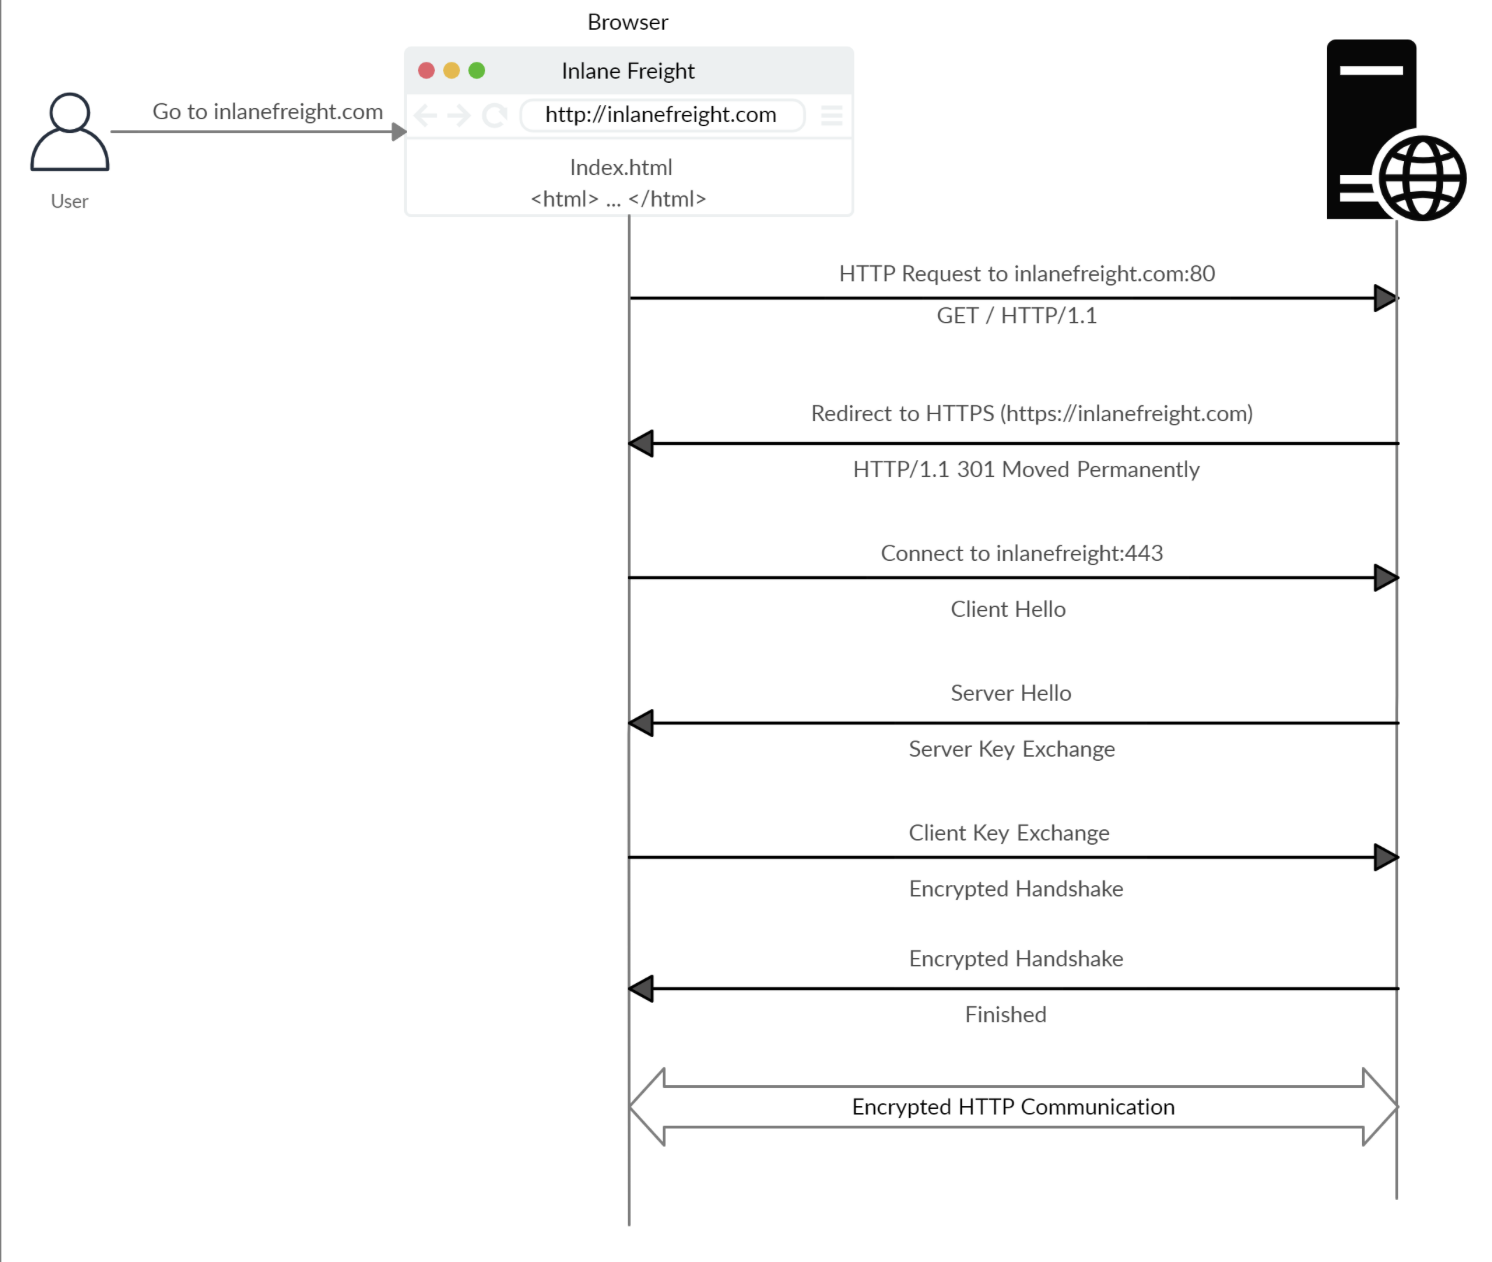 Browser
Inlane Freight
Go to inlanefreight.com
http://inlanefreight.com
Index.html
<html> ... </html>
User
HTTP Request to inlanefreight.com:80
GET / HTTP/1.1
Redirect to HTTPS (https://inlanefreight.com)
HTTP/1.1 301 Moved Permanently
Connect to inlanefreight:443
Client Hello
Server Hello
Server Key Exchange
Client Key Exchange
Encrypted Handshake
Encrypted Handshake
Finished
Encrypted HTTP Communication